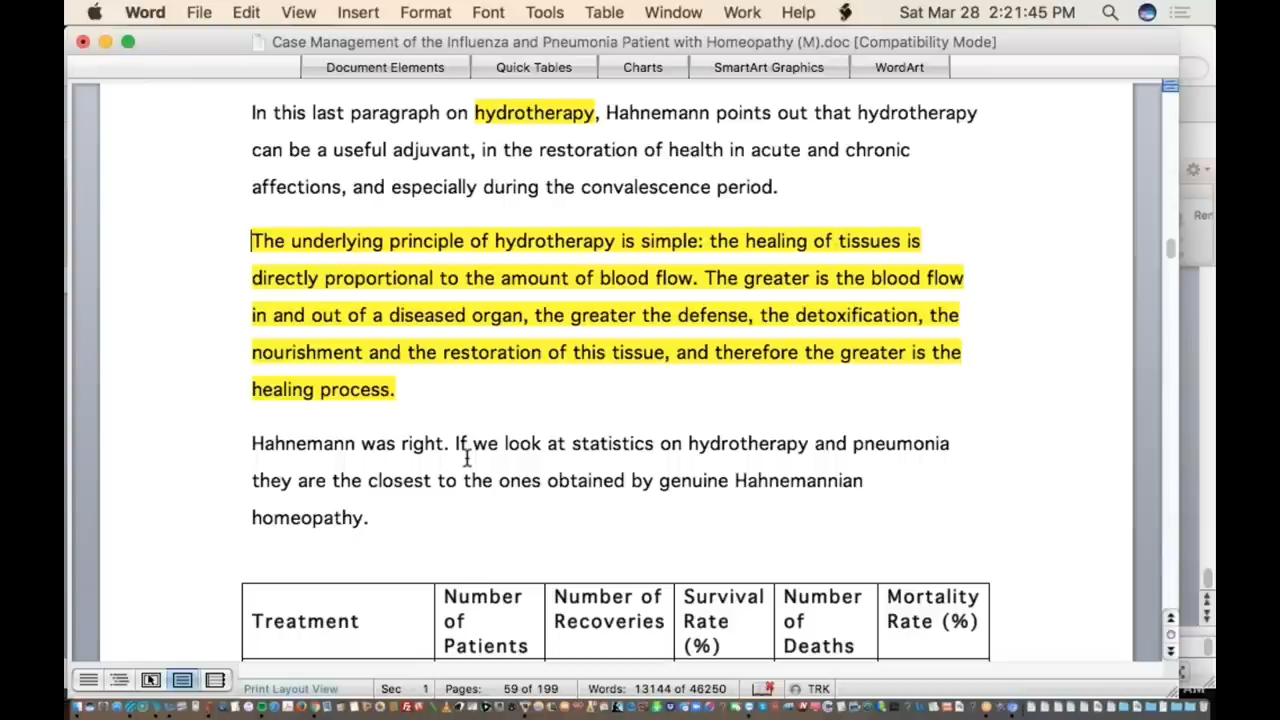 Word File Edit View Insert Format Font Tools Table Window Work Help Sat Mar 28 2:21:45 PM
Case Management of the Influenza and Pneumonia Patient with Homeopathy (M).doc [Compatibility Mode]
Document Elements Quick Tables Charts SmartArt Graphics WordArt
In this last paragraph on hydrotherapy, Hahnemann points out that hydrotherapy
can be a useful adjuvant, in the restoration of health in acute and chronic
affections, and especially during the convalescence period.
The underlying principle of hydrotherapy is simple: the healing of tissues is
directly proportional to the amount of blood flow. The greater is the blood flow
in and out of a diseased organ, the greater the defense, the detoxification, the
nourishment and the restoration of this tissue, and therefore the greater is the
healing process.
Hahnemann was right. If we look at statistics on hydrotherapy and pneumonia
they are the closest to the ones obtained by genuine Hahnemannian
homeopathy.
Treatment
Number
of
Patients
Number of
Recoveries
Survival
Rate
(%)
Number
of
Deaths
Mortality
Rate (%)
Print Layout View Sec 1 Pages: 59 of 199 Words: 13144 of 46250 TRK